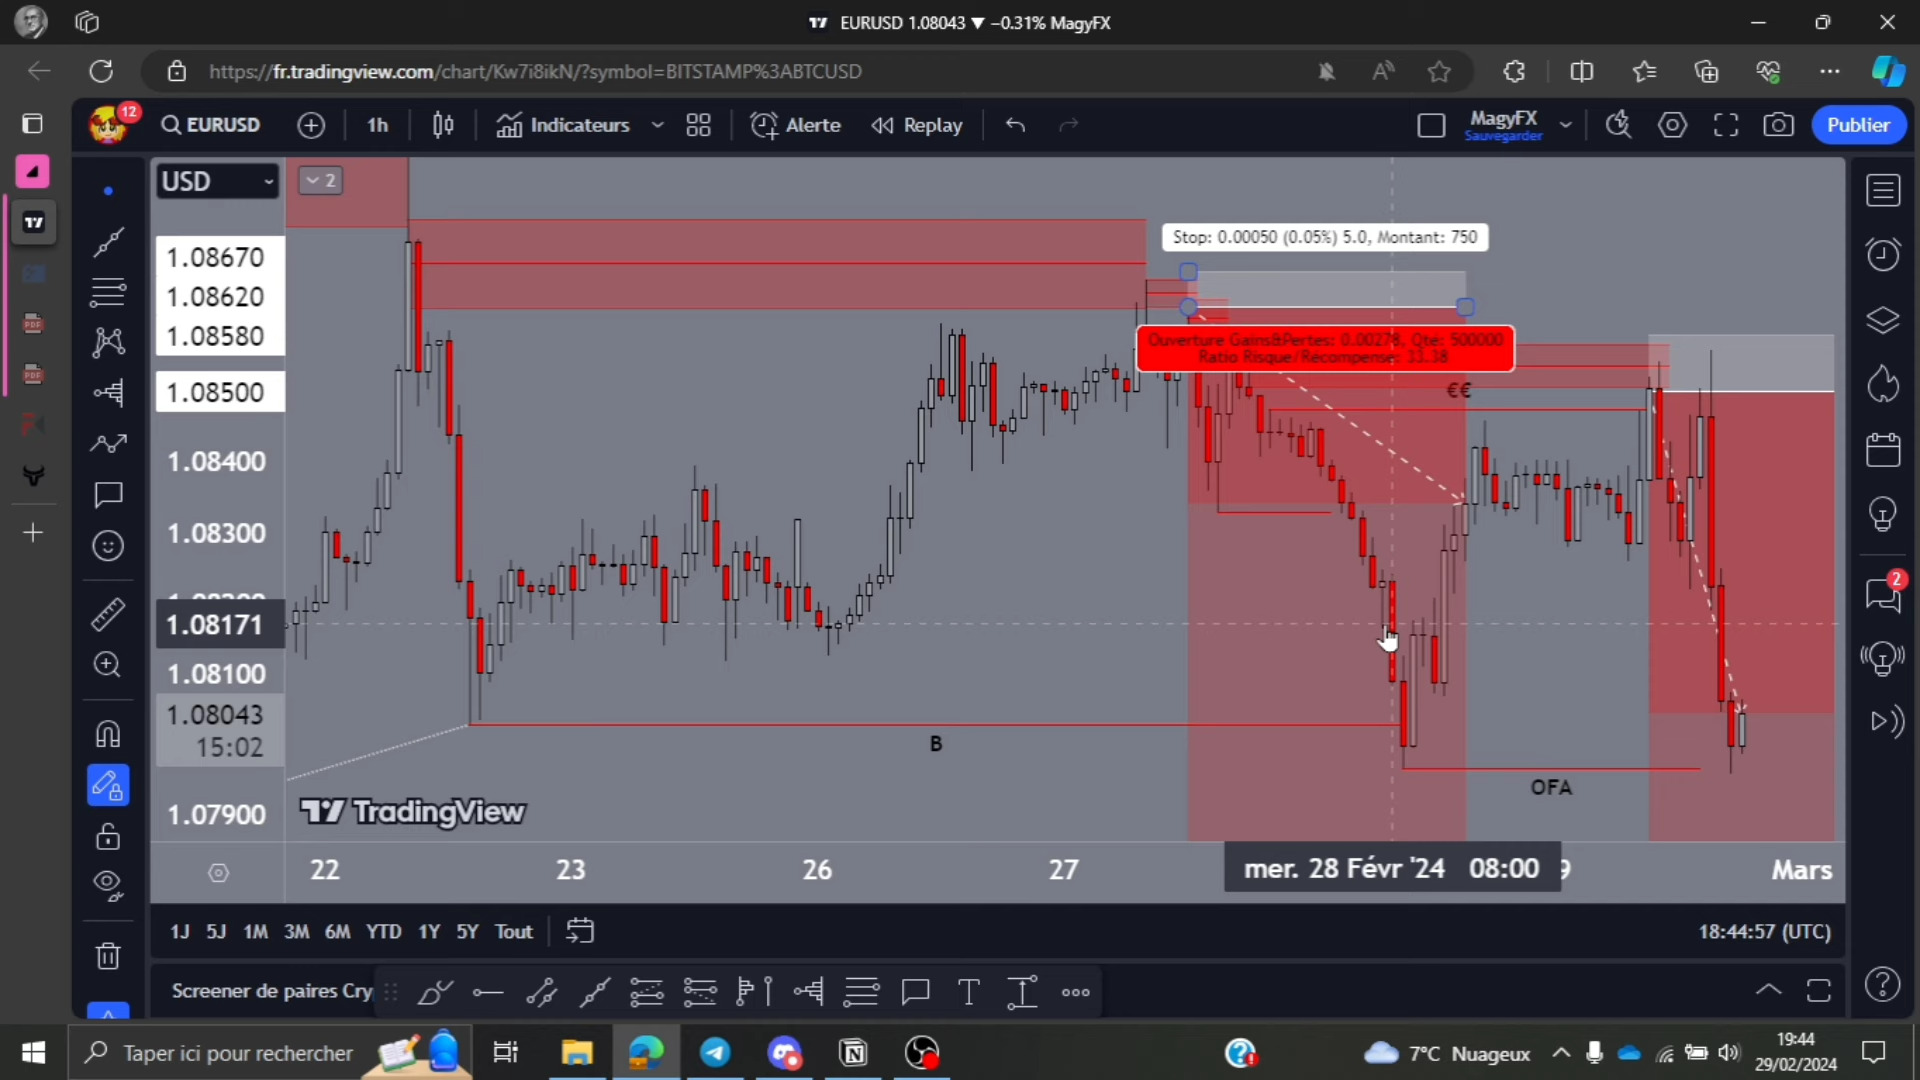 EURUSD 1.08043 ▼ −0.31% MagyFX
https://fr.tradingview.com/chart/Kw7i8ikN/?symbol=BITSTAMP%3ABTCUSD
12
EURUSD
1h
Indicateurs
Alerte
Replay
MagyFX
Sauvegarder
Publier
USD
2
Stop: 0.00050 (0.05%) 5.0, Montant: 750
Ouverture Gains&Pertes: 0.00278, Qté: 500000
Ratio Risque/Récompense: 33.38
€€
1.08670
1.08620
1.08580
1.08500
1.08400
1.08300
1.08171
1.08100
1.08043
15:02
1.07900
B
OFA
TradingView
2
22
23
26
27
mer. 28 Févr '24 08:00
9
Mars
1J 5J 1M 3M 6M YTD 1Y 5Y Tout
18:44:57 (UTC)
Screener de paires Cry
Taper ici pour rechercher
7°C Nuageux
19:44
29/02/2024
PDF
PDF